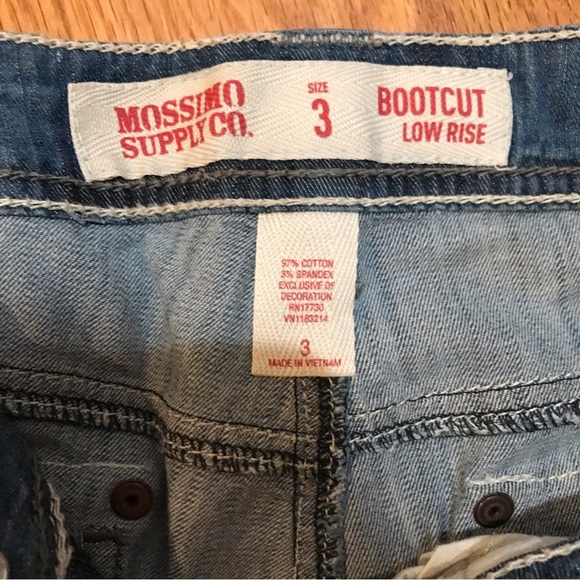 MOSSIMO
SUPPLY CO.
SIZE
3
BOOTCUT
LOW RISE
97% COTTON
3% SPANDEX
EXCLUSIVE OF
DECORATION
RN17730
VN1163214
3
MADE IN VIETNAM